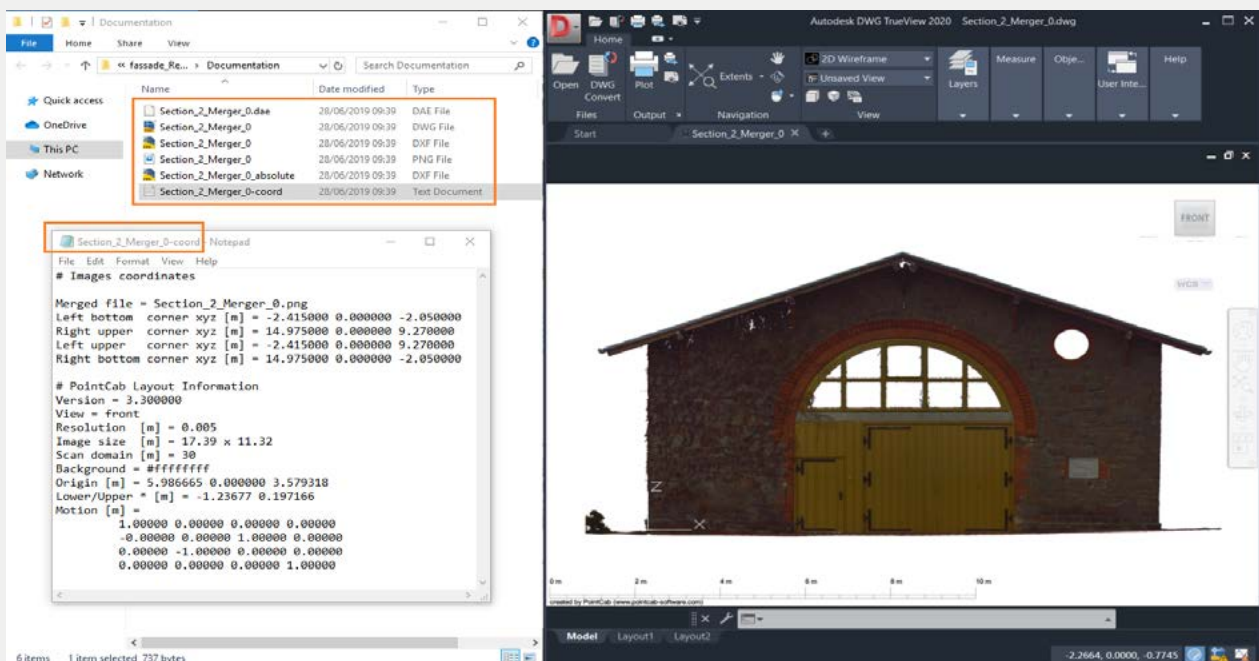 Documentation
File Home Share View
« fassade_Re... › Documentation
Search Documentation
Name Date modified Type
Quick access
OneDrive
This PC
Network
Section_2_Merger_0.dae 28/06/2019 09:39 DAE File
Section_2_Merger_0 28/06/2019 09:39 DWG File
Section_2_Merger_0 28/06/2019 09:39 DXF File
Section_2_Merger_0 28/06/2019 09:39 PNG File
Section_2_Merger_0_absolute 28/06/2019 09:39 DXF File
Section_2_Merger_0-coord 28/06/2019 09:39 Text Document
Section_2_Merger_0-coord - Notepad
File Edit Format View Help
# Images coordinates
Merged file = Section_2_Merger_0.png
Left bottom corner xyz [m] = -2.415000 0.000000 -2.050000
Right upper corner xyz [m] = 14.975000 0.000000 9.270000
Left upper corner xyz [m] = -2.415000 0.000000 9.270000
Right bottom corner xyz [m] = 14.975000 0.000000 -2.050000
# PointCab Layout Information
Version = 3.300000
View = front
Resolution [m] = 0.005
Image size [m] = 17.39 x 11.32
Scan domain [m] = 30
Background = #ffffffff
Origin [m] = 5.986665 0.000000 3.579318
Lower/Upper * [m] = -1.23677 0.197166
Motion [m] =
1.00000 0.00000 0.00000 0.00000
-0.00000 0.00000 1.00000 0.00000
0.00000 -1.00000 0.00000 0.00000
0.00000 0.00000 0.00000 1.00000
6 items 1 item selected 737 bytes
Autodesk DWG TrueView 2020 Section_2_Merger_0.dwg
Home
Open DWG Convert
Plot
Extents
2D Wireframe
Unsaved View
Layers
Measure
Obje...
User Inte...
Help
Files Output Navigation View
Start Section_2_Merger_0
FRONT
WCS
Z
X
0 m 2 m 4 m 6 m 8 m 10 m
created by PointCab (www.pointcab-software.com)
Model Layout1 Layout2
-2.2664, 0.0000, -0.7745